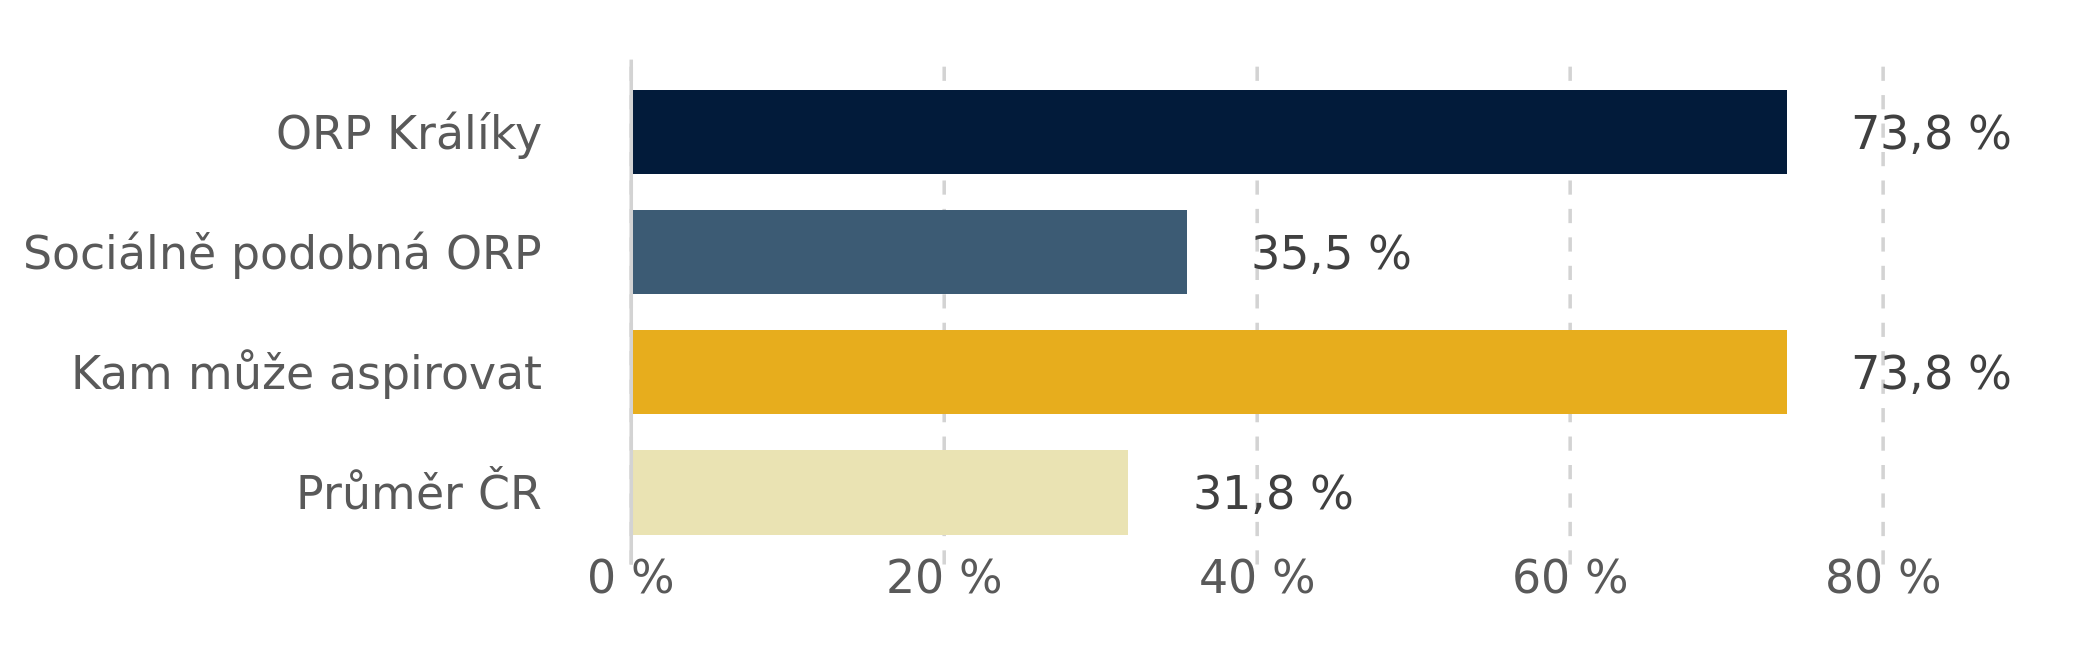 ORP Králíky
73,8 %
Sociálně podobná ORP
35,5 %
Kam může aspirovat
73,8 %
Průměr ČR
31,8 %
0 % 20 % 40 % 60 % 80 %